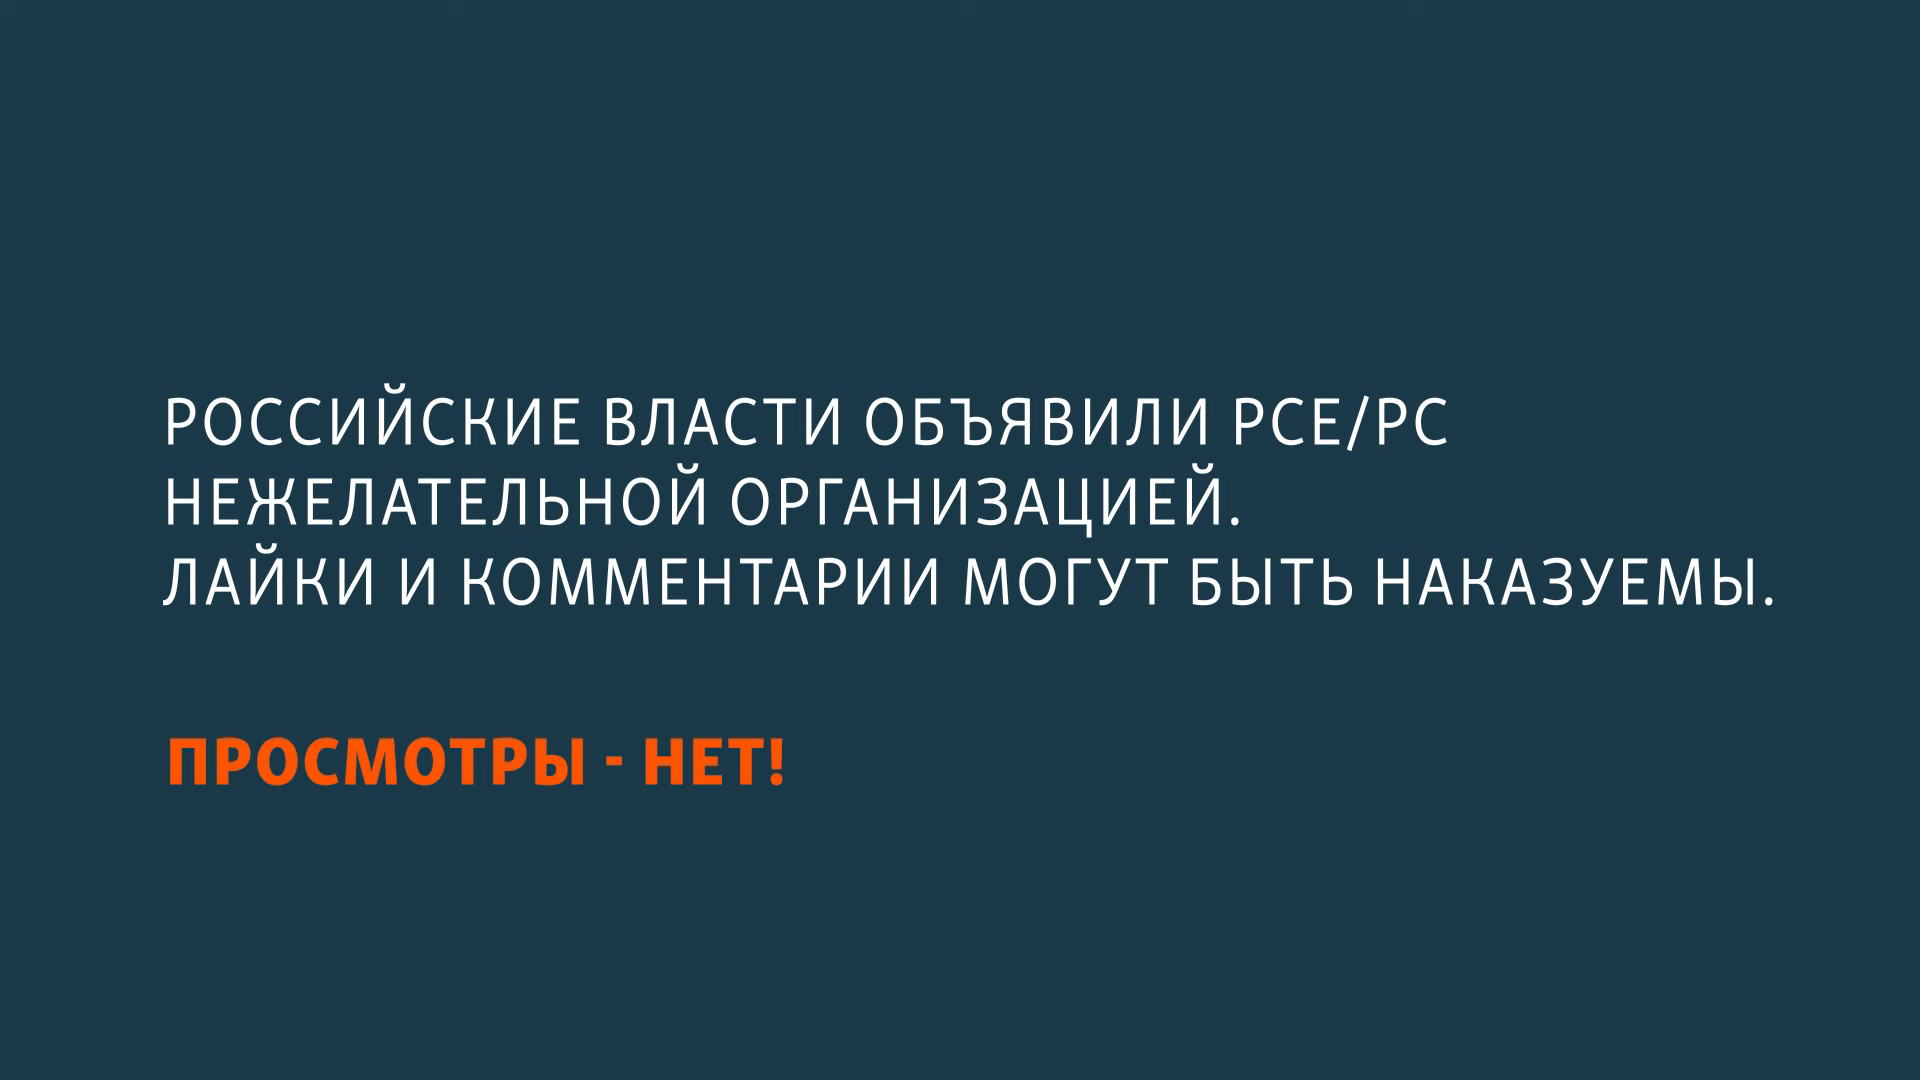 РОССИЙСКИЕ ВЛАСТИ ОБЪЯВИЛИ РСЕ/РС
НЕЖЕЛАТЕЛЬНОЙ ОРГАНИЗАЦИЕЙ.
ЛАЙКИ И КОММЕНТАРИИ МОГУТ БЫТЬ НАКАЗУЕМЫ.
ПРОСМОТРЫ - НЕТ!